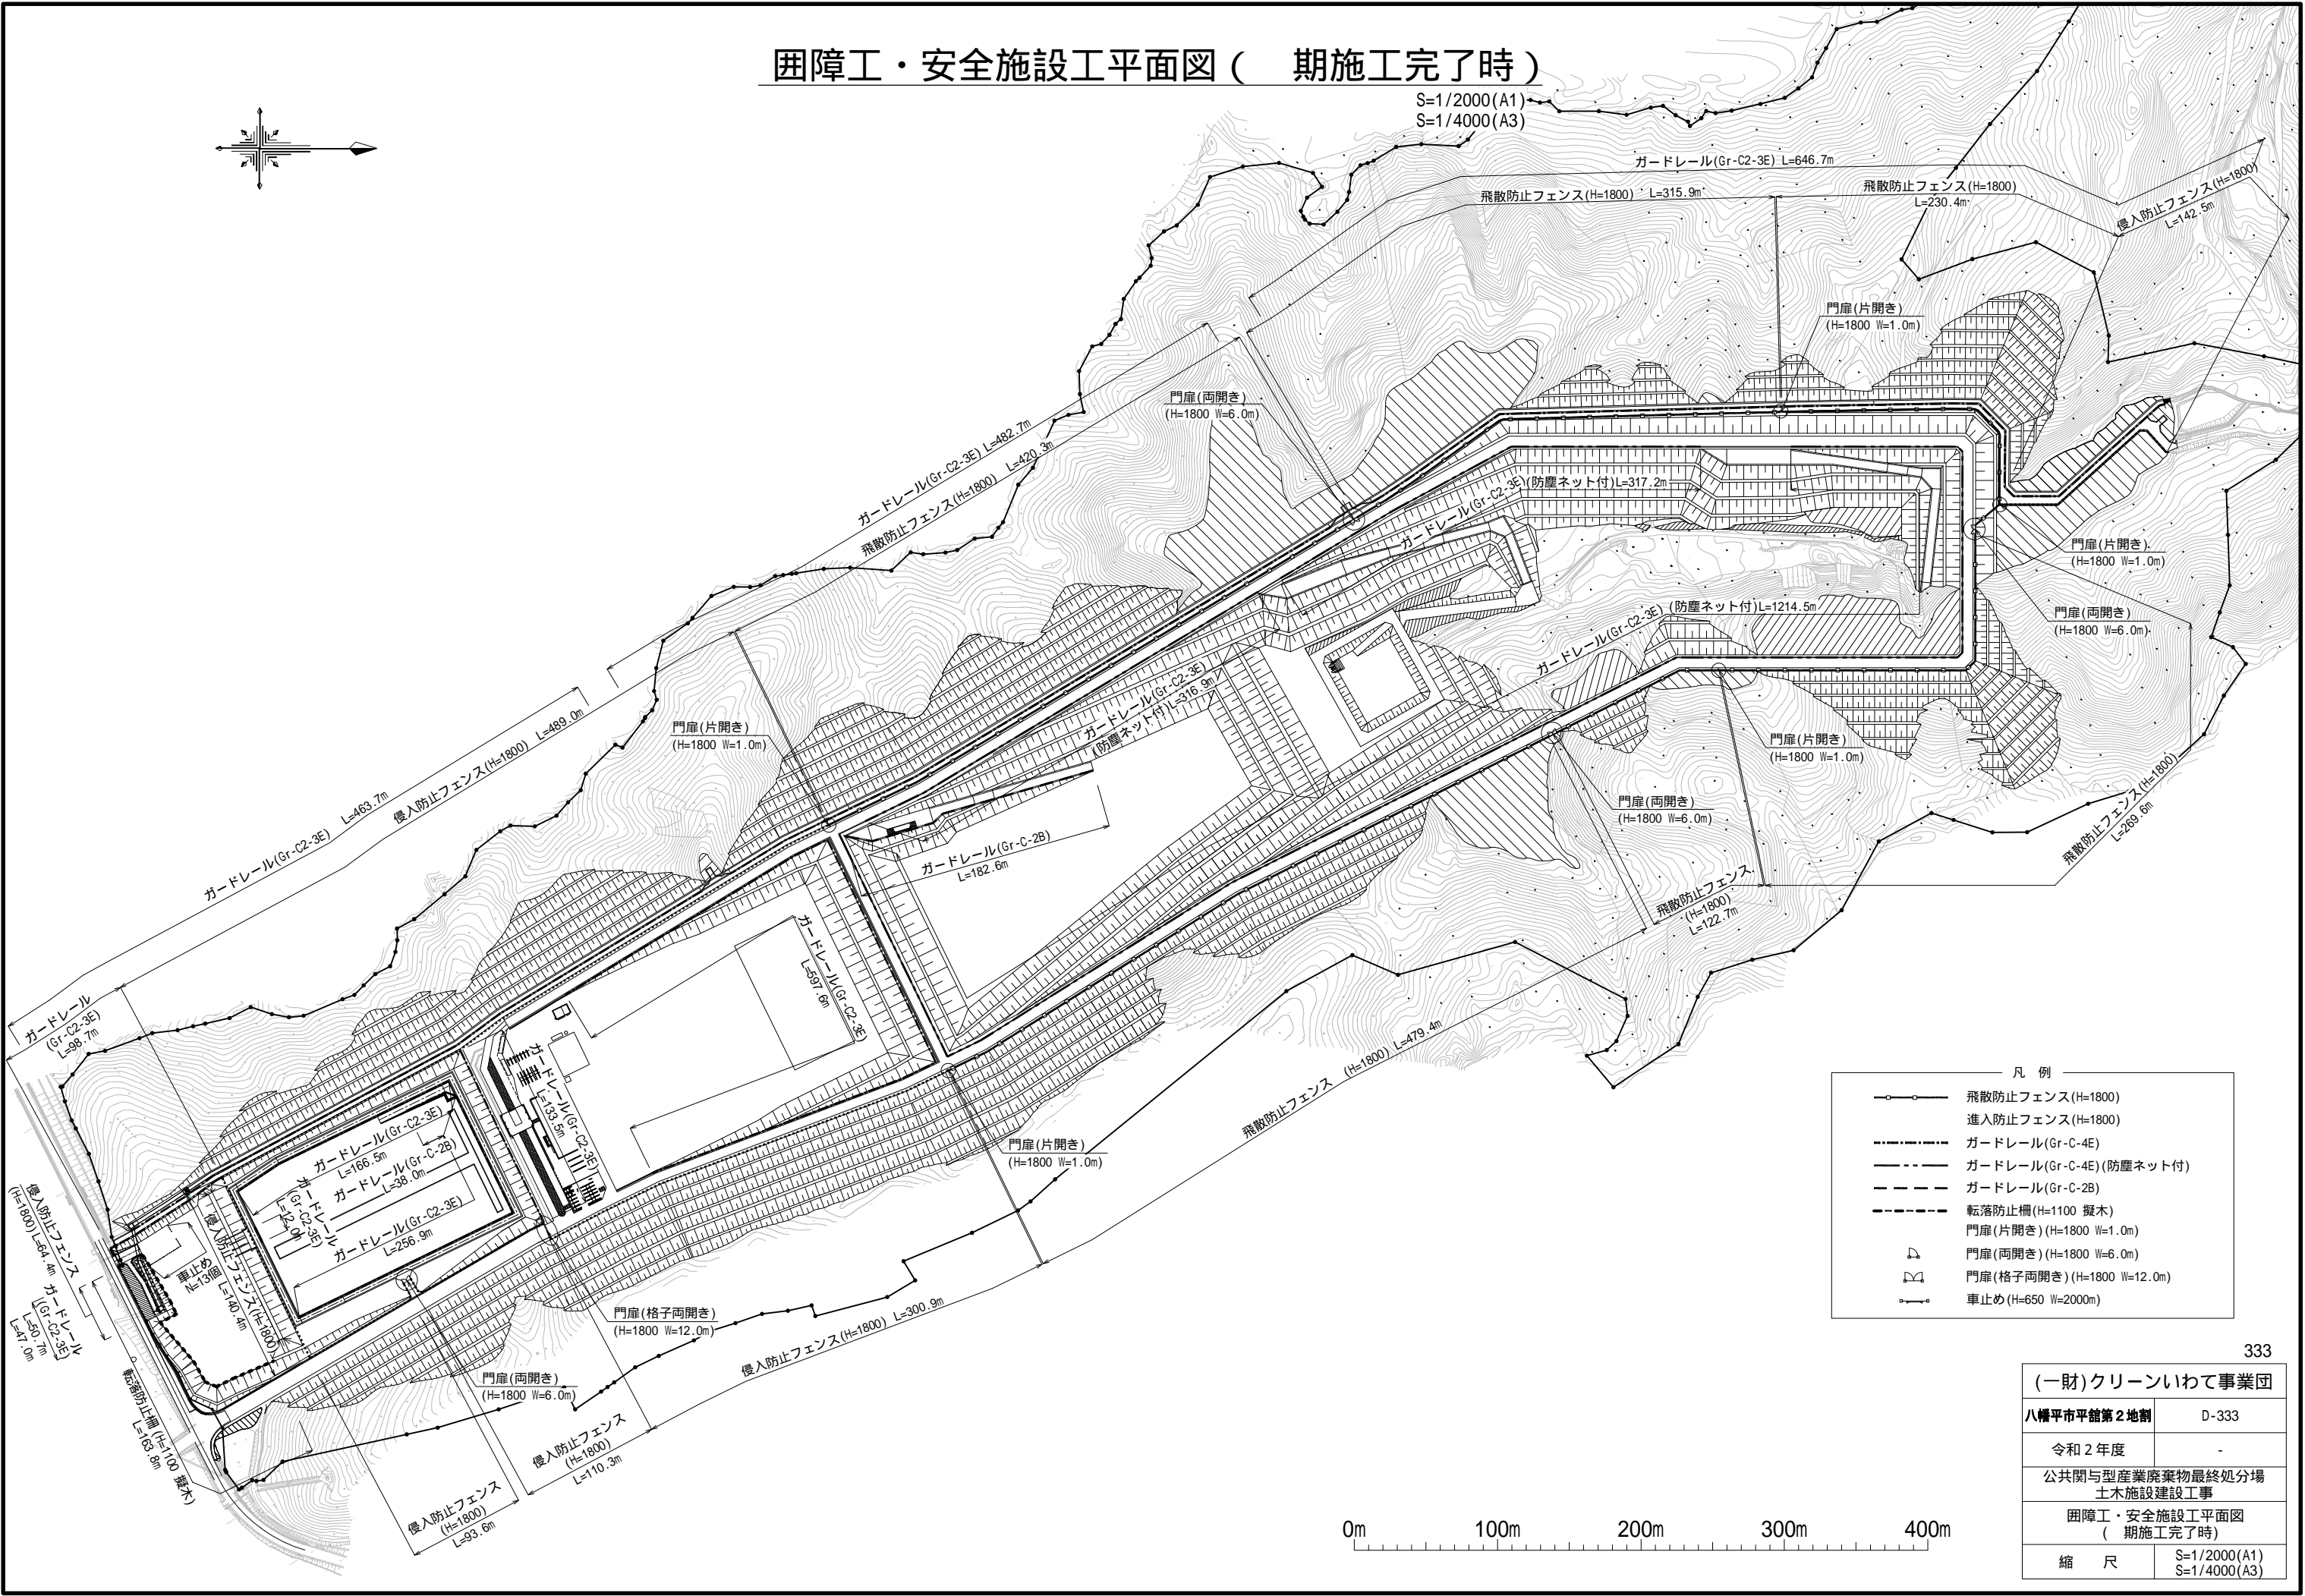 囲障工・安全施設工平面図(　期施工完了時)
S=1/2000(A1)
S=1/4000(A3)
ガードレール(Gr-C2-3E) L=646.7m
飛散防止フェンス(H=1800) L=315.9m
飛散防止フェンス(H=1800)
L=230.4m
侵入防止フェンス(H=1800)
L=142.5m
門扉(片開き)
(H=1800 W=1.0m)
門扉(両開き)
(H=1800 W=6.0m)
ガードレール(Gr-C2-3E) L=482.7m
飛散防止フェンス(H=1800) L=420.3m
ガードレール(Gr-C2-3E)(防塵ネット付)L=317.2m
門扉(片開き)
(H=1800 W=1.0m)
門扉(両開き)
(H=1800 W=6.0m)
ガードレール(Gr-C2-3E) (防塵ネット付)L=1214.5m
ガードレール(Gr-C2-3E)
(防塵ネット付)L=316.9m
門扉(片開き)
(H=1800 W=1.0m)
門扉(片開き)
(H=1800 W=1.0m)
門扉(両開き)
(H=1800 W=6.0m)
飛散防止フェンス(H=1800)
L=269.6m
ガードレール(Gr-C2-3E) L=463.7m
侵入防止フェンス(H=1800) L=489.0m
ガードレール(Gr-C-2B)
L=182.6m
飛散防止フェンス
(H=1800)
L=122.7m
ガードレール(Gr-C2-3E)
L=597.6m
ガードレール
(Gr-C2-3E)
L=98.7m
ガードレール(Gr-C2-3E)
L=133.5m
飛散防止フェンス (H=1800) L=479.4m
門扉(片開き)
(H=1800 W=1.0m)
ガードレール(Gr-C2-3E)
L=166.5m
ガードレール(Gr-C-2B)
L=38.0m
ガードレール
(Gr-C2-3E)
L=12.0m
ガードレール(Gr-C2-3E)
L=256.9m
侵入防止フェンス
(H=1800)L=64.4m
ガードレール
(Gr-C2-3E)
L=50.7m
L=47.0m
車止め
N=13個
侵入防止フェンス(H=1800)
L=140.4m
転落防止柵(H=1100 擬木)
L=163.8m
門扉(格子両開き)
(H=1800 W=12.0m)
侵入防止フェンス(H=1800) L=300.9m
門扉(両開き)
(H=1800 W=6.0m)
侵入防止フェンス
(H=1800)
L=110.3m
侵入防止フェンス
(H=1800)
L=93.6m
凡 例
飛散防止フェンス(H=1800)
進入防止フェンス(H=1800)
ガードレール(Gr-C-4E)
ガードレール(Gr-C-4E)(防塵ネット付)
ガードレール(Gr-C-2B)
転落防止柵(H=1100 擬木)
門扉(片開き)(H=1800 W=1.0m)
門扉(両開き)(H=1800 W=6.0m)
門扉(格子両開き)(H=1800 W=12.0m)
車止め(H=650 W=2000m)
0m 100m 200m 300m 400m
333
(一財)クリーンいわて事業団
八幡平市平舘第2地割 D-333
令和2年度 -
公共関与型産業廃棄物最終処分場
土木施設建設工事
囲障工・安全施設工平面図
(　期施工完了時)
縮 尺 S=1/2000(A1)
S=1/4000(A3)